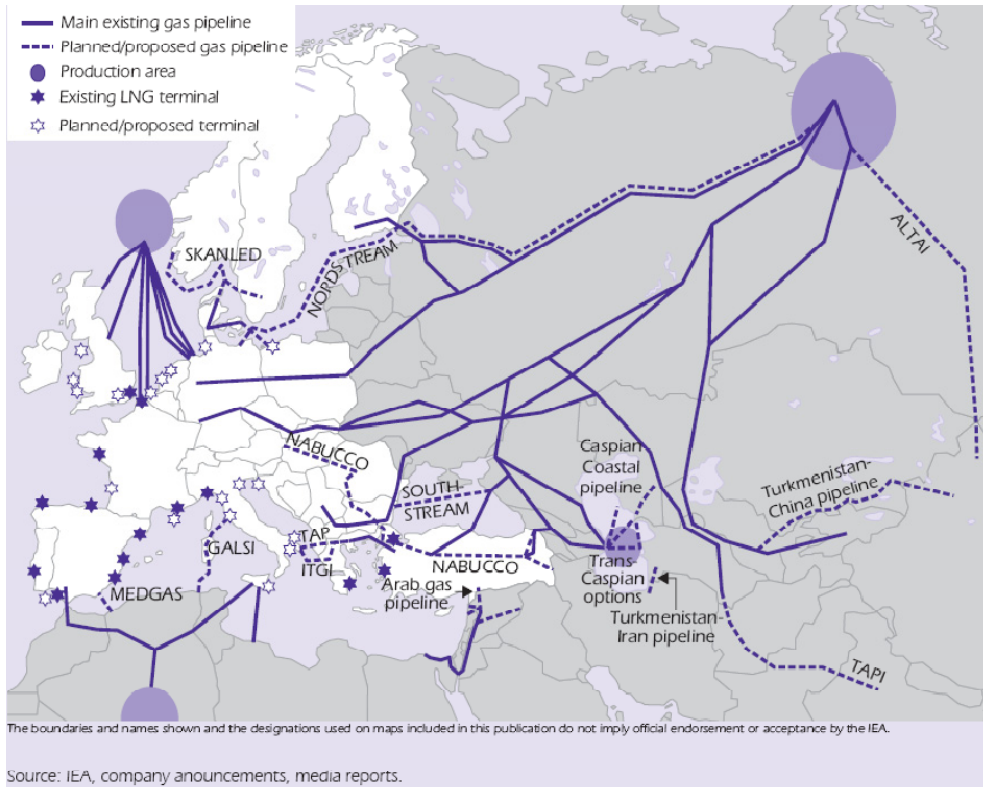 Main existing gas pipeline
Planned/proposed gas pipeline
Production area
Existing LNG terminal
Planned/proposed terminal
SKANLED
NORDSTREAM
ALTAI
NABUCCO
Caspian
Coastal
pipeline
SOUTH
STREAM
Turkmenistan-
China pipeline
TAP
GALSI
ITGI
NABUCCO
Trans-
Caspian
options
MEDGAS
Arab gas
pipeline
Turkmenistan-
Iran pipeline
TAPI
The boundaries and names shown and the designations used on maps included in this publication do not imply official endorsement or acceptance by the IEA.
Source: IEA, company anouncements, media reports.